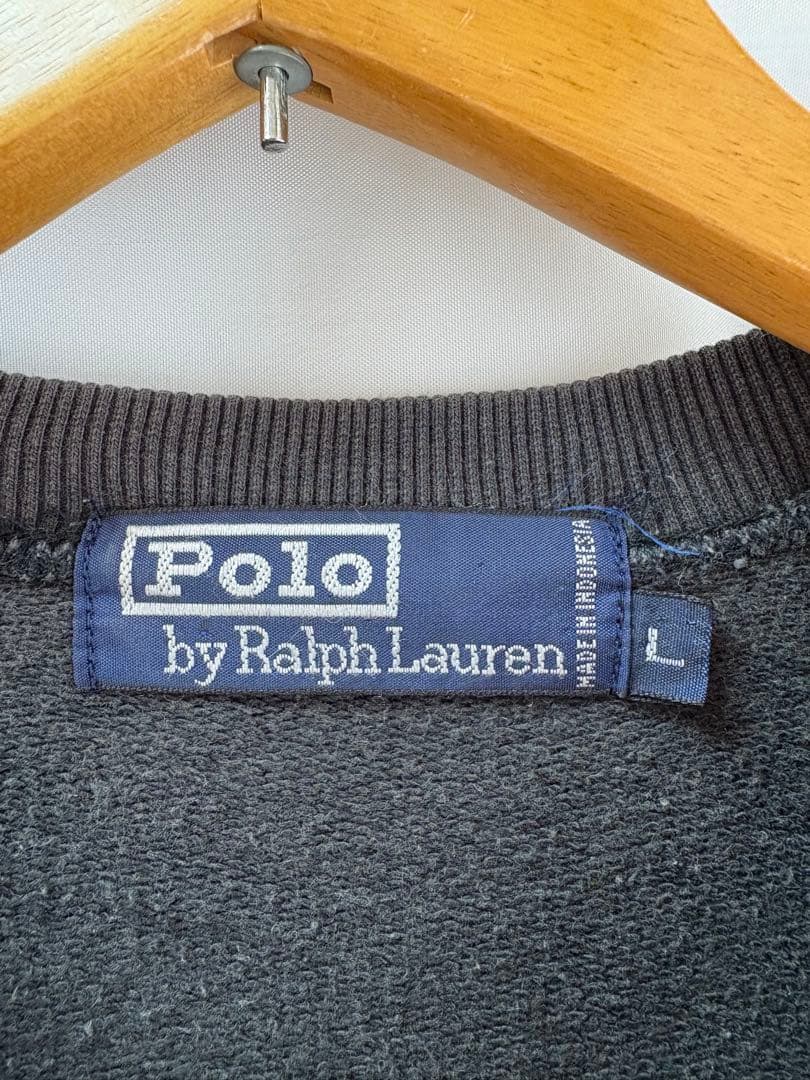 Polo
by Ralph Lauren
MADE IN INDONESIA
L